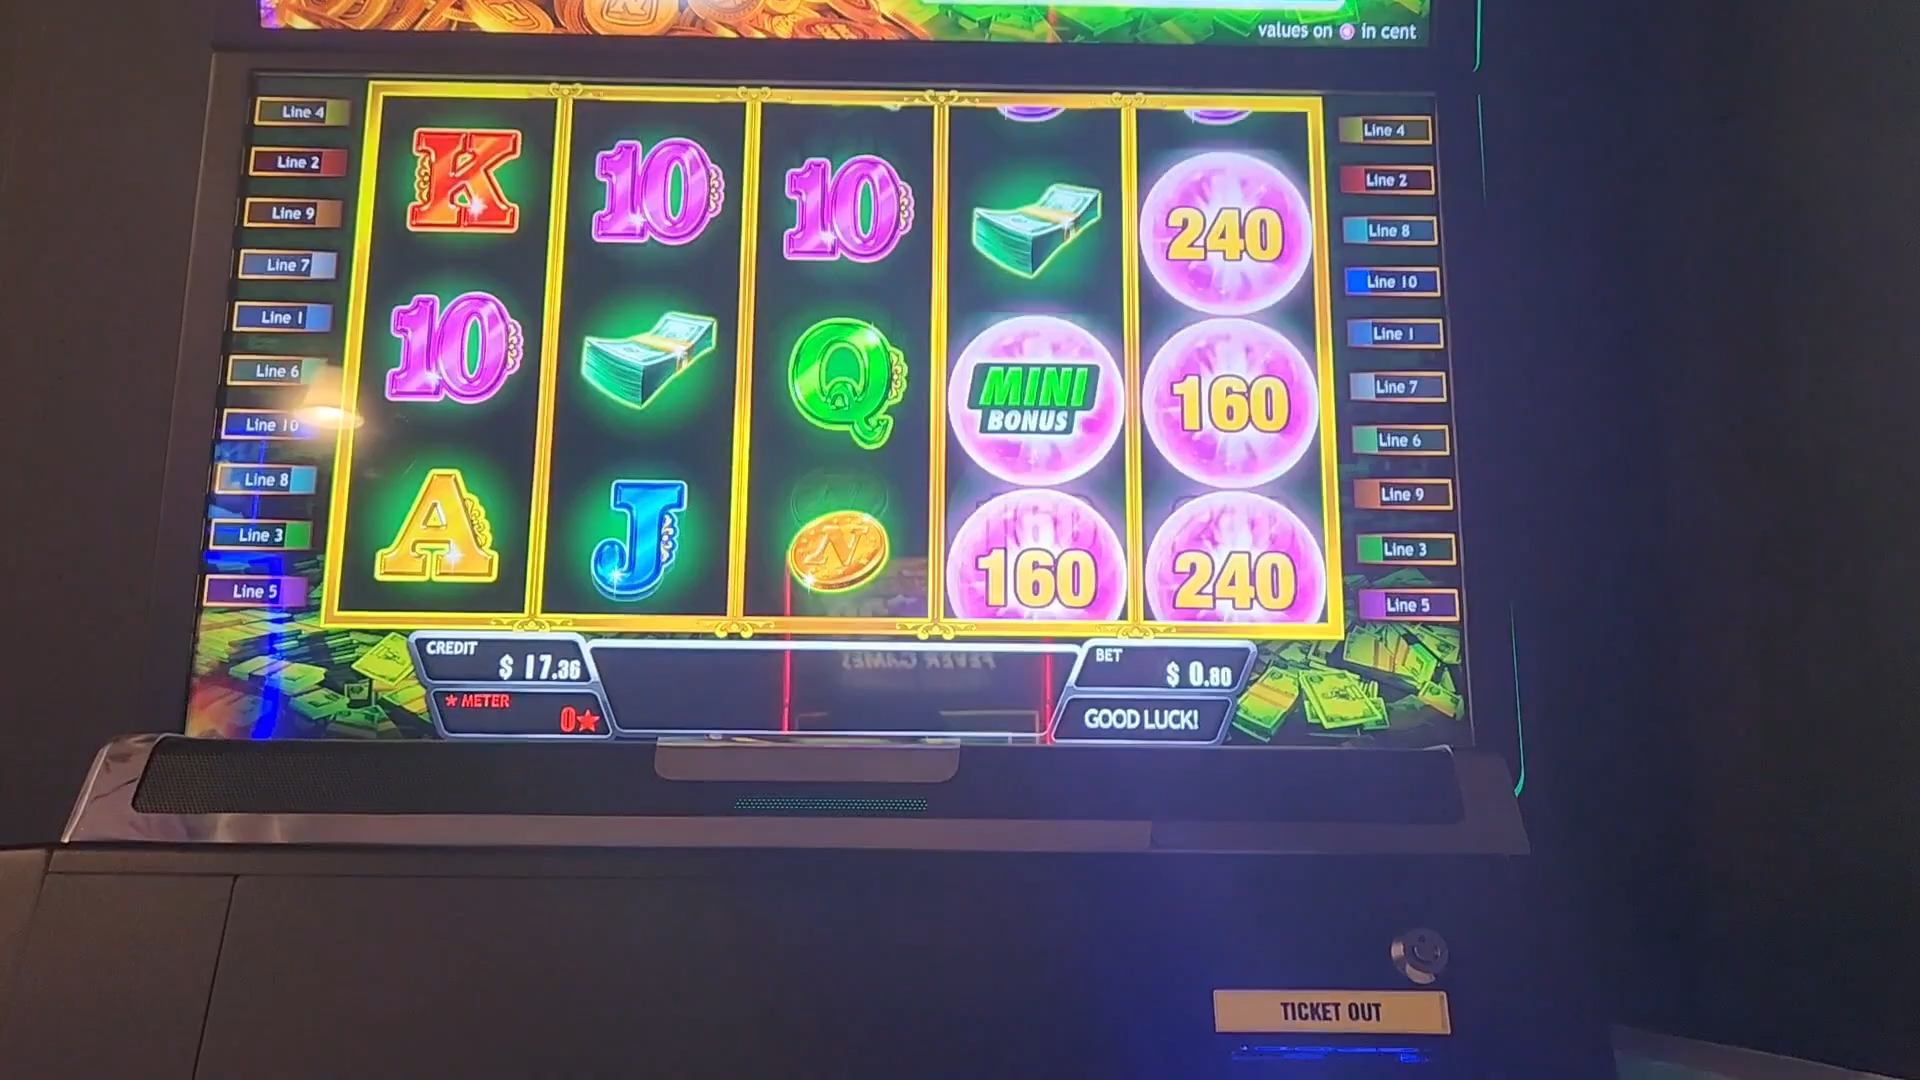 values on in cent
Line 4
Line 2
Line 9
Line 7
Line 1
Line 6
Line 10
Line 8
Line 3
Line 5
K 10 10 240
10 Q MINI BONUS 160
A J N 160 240
Line 4
Line 2
Line 8
Line 10
Line 1
Line 7
Line 6
Line 9
Line 3
Line 5
CREDIT
$ 17.36
★ METER
0★
FEVER GAMES
BET
$ 0.80
GOOD LUCK!
TICKET OUT